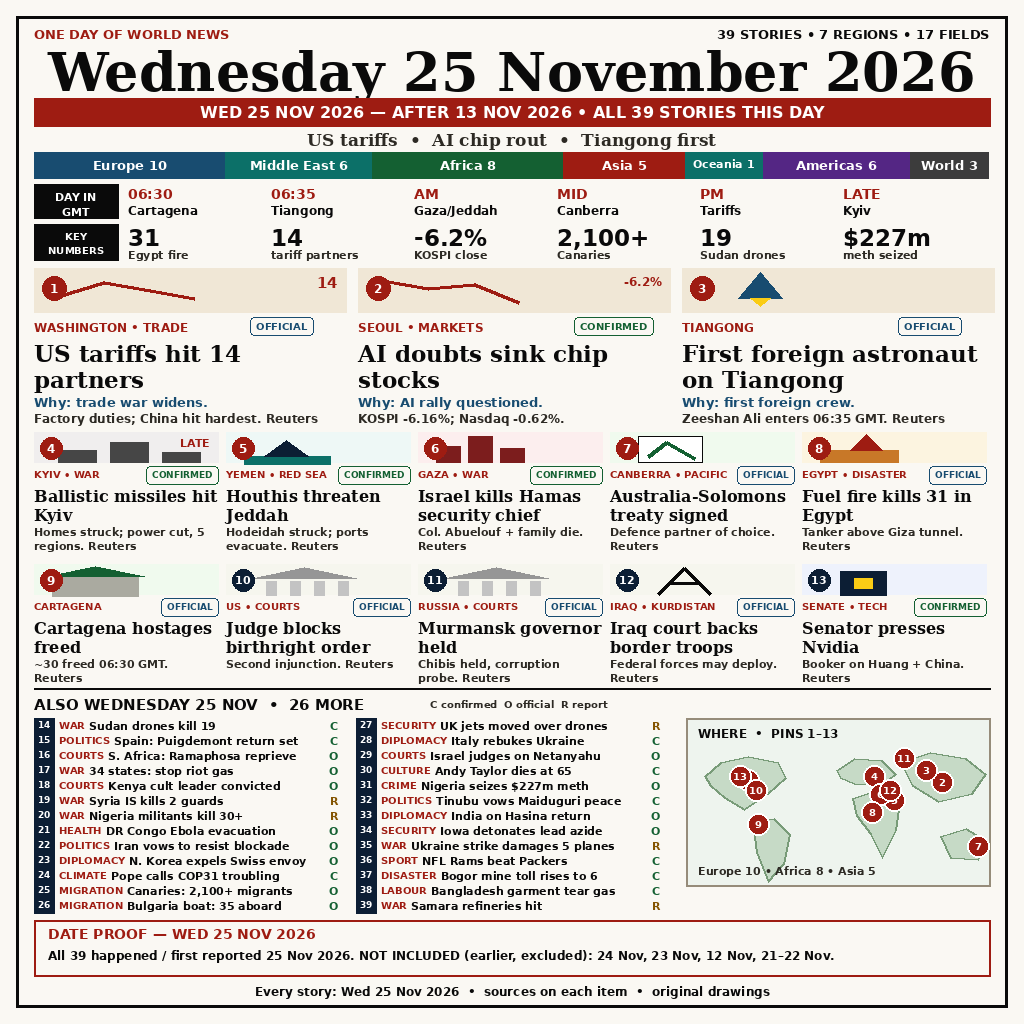 ONE DAY OF WORLD NEWS
39 STORIES • 7 REGIONS • 17 FIELDS
Wednesday 25 November 2026
WED 25 NOV 2026 — AFTER 13 NOV 2026 • ALL 39 STORIES THIS DAY
US tariffs • AI chip rout • Tiangong first
Europe 10 Middle East 6 Africa 8 Asia 5 Oceania 1 Americas 6 World 3
DAY IN GMT
06:30 Cartagena
06:35 Tiangong
AM Gaza/Jeddah
MID Canberra
PM Tariffs
LATE Kyiv
KEY NUMBERS
31 Egypt fire
14 tariff partners
-6.2% KOSPI close
2,100+ Canaries
19 Sudan drones
$227m meth seized
1 14
WASHINGTON • TRADE OFFICIAL
US tariffs hit 14
partners
Why: trade war widens.
Factory duties; China hit hardest. Reuters
2 -6.2%
SEOUL • MARKETS CONFIRMED
AI doubts sink chip
stocks
Why: AI rally questioned.
KOSPI -6.16%; Nasdaq -0.62%.
3
TIANGONG OFFICIAL
First foreign astronaut
on Tiangong
Why: first foreign crew.
Zeeshan Ali enters 06:35 GMT. Reuters
4 LATE
KYIV • WAR CONFIRMED
Ballistic missiles hit
Kyiv
Homes struck; power cut, 5
regions. Reuters
5
YEMEN • RED SEA CONFIRMED
Houthis threaten
Jeddah
Hodeidah struck; ports
evacuate. Reuters
6
GAZA • WAR CONFIRMED
Israel kills Hamas
security chief
Col. Abuelouf + family die.
Reuters
7
CANBERRA • PACIFIC OFFICIAL
Australia-Solomons
treaty signed
Defence partner of choice.
Reuters
8
EGYPT • DISASTER OFFICIAL
Fuel fire kills 31 in
Egypt
Tanker above Giza tunnel.
Reuters
9
CARTAGENA OFFICIAL
Cartagena hostages
freed
~30 freed 06:30 GMT.
Reuters
10
US • COURTS OFFICIAL
Judge blocks
birthright order
Second injunction. Reuters
11
RUSSIA • COURTS OFFICIAL
Murmansk governor
held
Chibis held, corruption
probe. Reuters
12
IRAQ • KURDISTAN OFFICIAL
Iraq court backs
border troops
Federal forces may deploy.
Reuters
13
SENATE • TECH CONFIRMED
Senator presses
Nvidia
Booker on Huang + China.
Reuters
ALSO WEDNESDAY 25 NOV • 26 MORE
C confirmed O official R report
14 WAR Sudan drones kill 19 C
15 POLITICS Spain: Puigdemont return set C
16 COURTS S. Africa: Ramaphosa reprieve O
17 WAR 34 states: stop riot gas O
18 COURTS Kenya cult leader convicted O
19 WAR Syria IS kills 2 guards R
20 WAR Nigeria militants kill 30+ R
21 HEALTH DR Congo Ebola evacuation O
22 POLITICS Iran vows to resist blockade O
23 DIPLOMACY N. Korea expels Swiss envoy O
24 CLIMATE Pope calls COP31 troubling C
25 MIGRATION Canaries: 2,100+ migrants O
26 MIGRATION Bulgaria boat: 35 aboard O
27 SECURITY UK jets moved over drones R
28 DIPLOMACY Italy rebukes Ukraine C
29 COURTS Israel judges on Netanyahu O
30 CULTURE Andy Taylor dies at 65 C
31 CRIME Nigeria seizes $227m meth O
32 POLITICS Tinubu vows Maiduguri peace C
33 DIPLOMACY India on Hasina return O
34 SECURITY Iowa detonates lead azide O
35 WAR Ukraine strike damages 5 planes R
36 SPORT NFL Rams beat Packers C
37 DISASTER Bogor mine toll rises to 6 C
38 LABOUR Bangladesh garment tear gas C
39 WAR Samara refineries hit R
WHERE • PINS 1–13
11
13 4 3
10 12 2
8
9
7
Europe 10 • Africa 8 • Asia 5
DATE PROOF — WED 25 NOV 2026
All 39 happened / first reported 25 Nov 2026. NOT INCLUDED (earlier, excluded): 24 Nov, 23 Nov, 12 Nov, 21–22 Nov.
Every story: Wed 25 Nov 2026 • sources on each item • original drawings